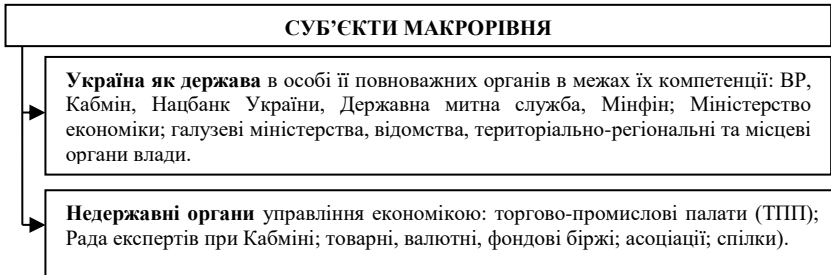 СУБ’ЄКТИ МАКРОРІВНЯ
Україна як держава в особі її повноважних органів в межах їх компетенції: ВР,
Кабмін, Нацбанк України, Державна митна служба, Мінфін; Міністерство
економіки; галузеві міністерства, відомства, територіально-регіональні та місцеві
органи влади.
Недержавні органи управління економікою: торгово-промислові палати (ТПП);
Рада експертів при Кабміні; товарні, валютні, фондові біржі; асоціації; спілки).